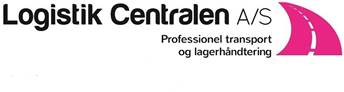 Logistik Centralen A/S
Professionel transport
og lagerhåndtering